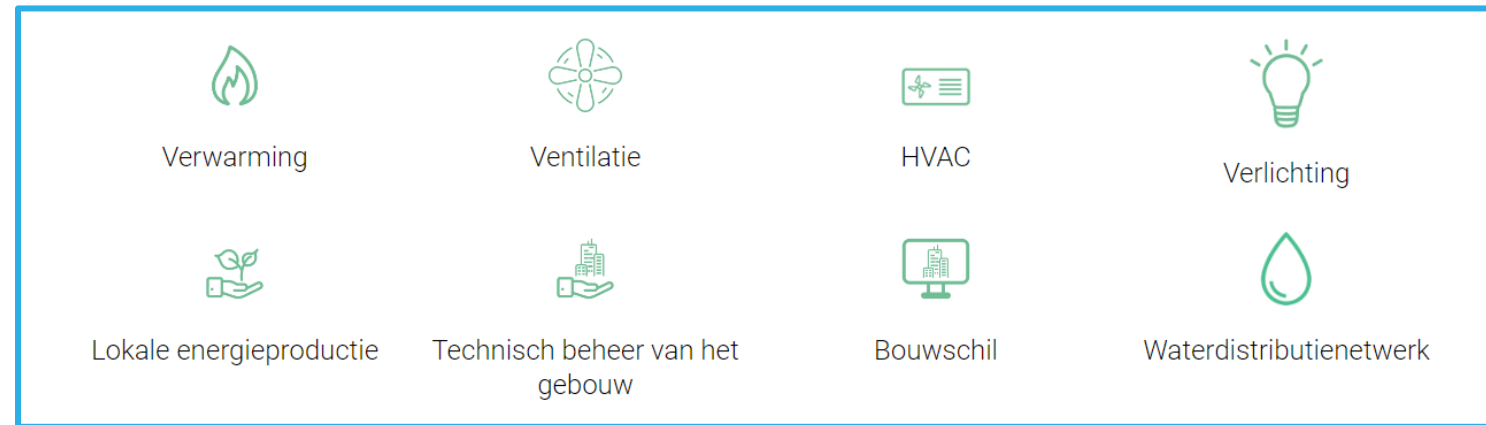 Verwarming
Ventilatie
HVAC
Verlichting
Lokale energieproductie
Technisch beheer van het
gebouw
Bouwschil
Waterdistributienetwerk